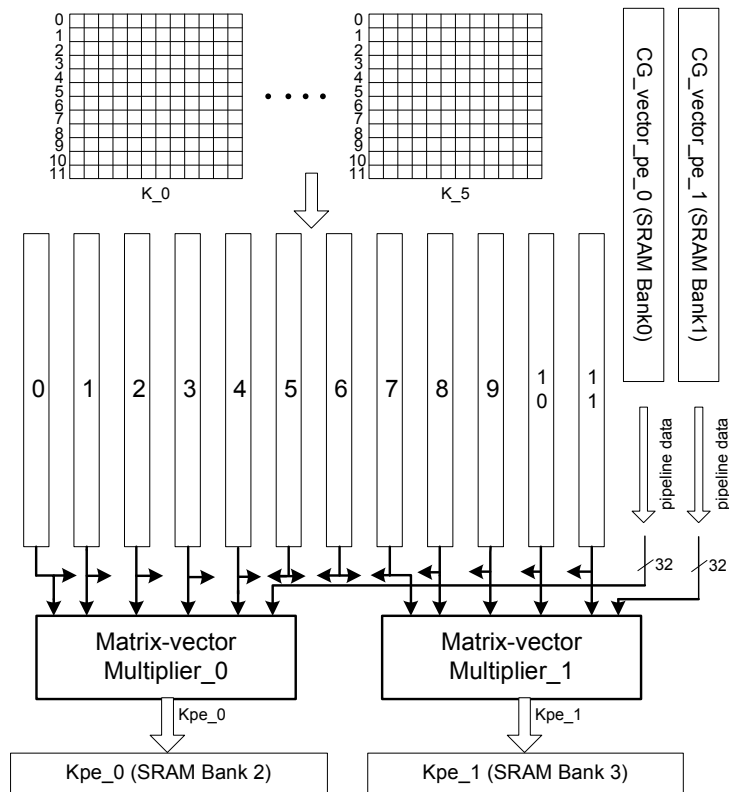 0
1
2
3
4
5
6
7
8
9
10
11
K_0
0
1
2
3
4
5
6
7
8
9
10
11
K_5
CG_vector_pe_0 (SRAM Bank0)
CG_vector_pe_1 (SRAM Bank1)
0
1
2
3
4
5
6
7
8
9
1
0
1
1
pipeline data
pipeline data
32
32
Matrix-vector
Multiplier_0
Matrix-vector
Multiplier_1
Kpe_0
Kpe_1
Kpe_0 (SRAM Bank 2)
Kpe_1 (SRAM Bank 3)